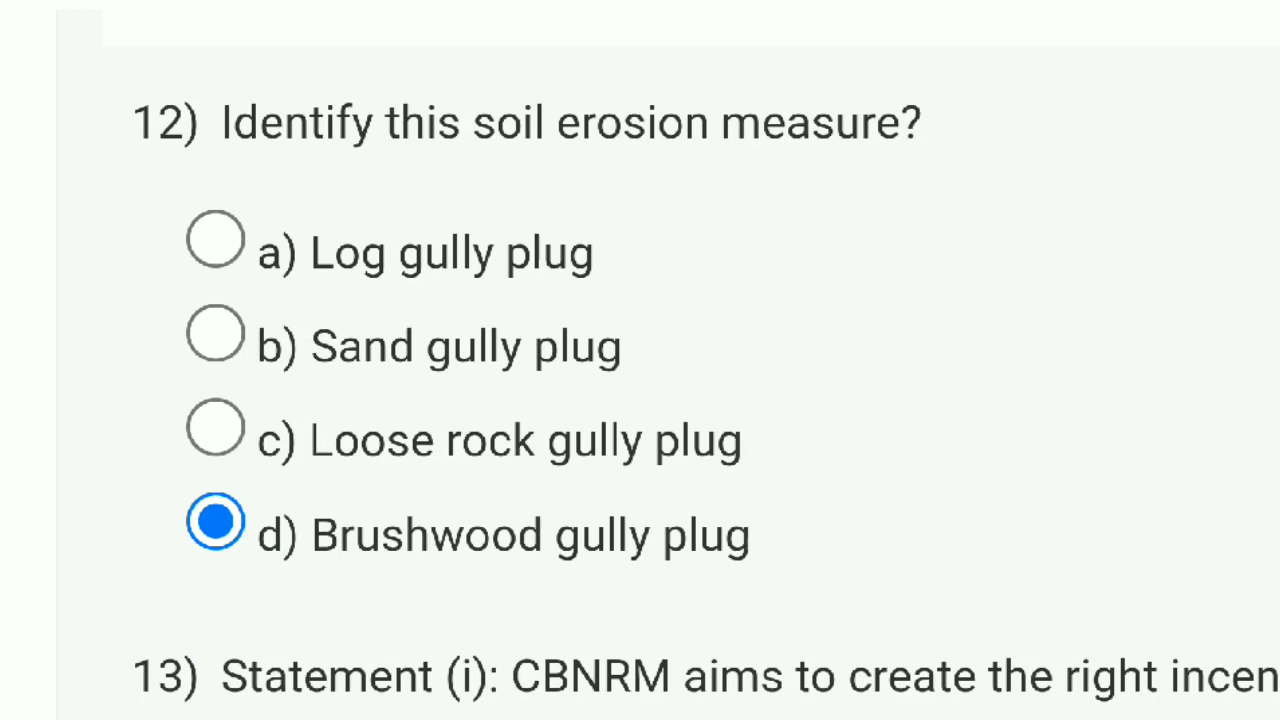 12) Identify this soil erosion measure?
a) Log gully plug
b) Sand gully plug
c) Loose rock gully plug
d) Brushwood gully plug
13) Statement (i): CBNRM aims to create the right incen